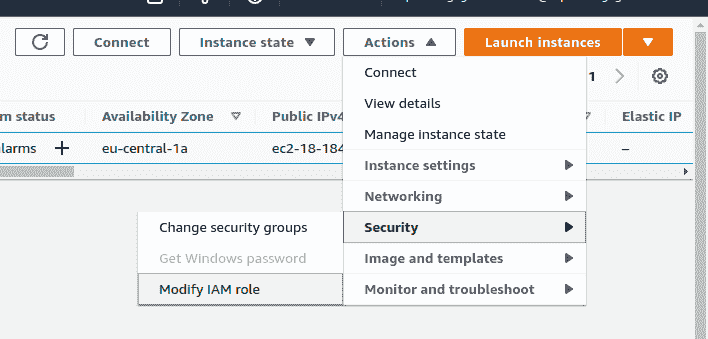 Connect Instance state Actions Launch instances
1
status Availability Zone Public IPv4 Elastic IP
alarms + eu-central-1a ec2-18-184 –
Connect
View details
Manage instance state
Instance settings
Networking
Security
Image and templates
Monitor and troubleshoot
Change security groups
Get Windows password
Modify IAM role